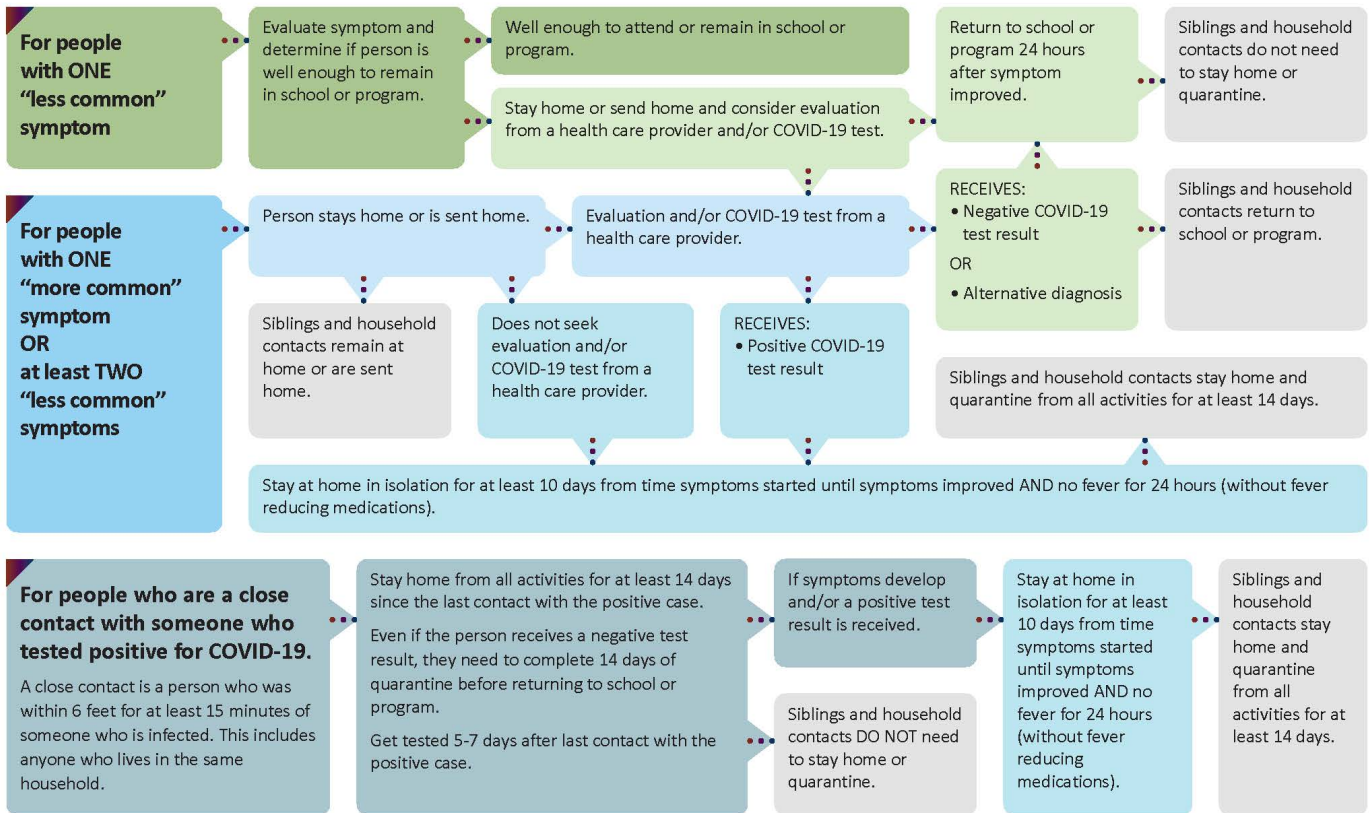 For people
with ONE
“less common”
symptom
Evaluate symptom and
determine if person is
well enough to remain
in school or program.
Well enough to attend or remain in school or
program.
Stay home or send home and consider evaluation
from a health care provider and/or COVID-19 test.
Return to school or
program 24 hours
after symptom
improved.
Siblings and household
contacts do not need
to stay home or
quarantine.
For people
with ONE
“more common”
symptom
OR
at least TWO
“less common”
symptoms
Person stays home or is sent home.
Evaluation and/or COVID-19 test from a
health care provider.
RECEIVES:
• Negative COVID-19
test result
OR
• Alternative diagnosis
Siblings and household
contacts return to
school or program.
Siblings and household
contacts remain at
home or are sent
home.
Does not seek
evaluation and/or
COVID-19 test from a
health care provider.
RECEIVES:
• Positive COVID-19
test result
Siblings and household contacts stay home and
quarantine from all activities for at least 14 days.
Stay at home in isolation for at least 10 days from time symptoms started until symptoms improved AND no fever for 24 hours (without fever
reducing medications).
For people who are a close
contact with someone who
tested positive for COVID-19.
A close contact is a person who was
within 6 feet for at least 15 minutes of
someone who is infected. This includes
anyone who lives in the same
household.
Stay home from all activities for at least 14 days
since the last contact with the positive case.
Even if the person receives a negative test
result, they need to complete 14 days of
quarantine before returning to school or
program.
Get tested 5-7 days after last contact with the
positive case.
If symptoms develop
and/or a positive test
result is received.
Siblings and household
contacts DO NOT need
to stay home or
quarantine.
Stay at home in
isolation for at least
10 days from time
symptoms started
until symptoms
improved AND no
fever for 24 hours
(without fever
reducing
medications).
Siblings and
household
contacts stay
home and
quarantine
from all
activities for at
least 14 days.